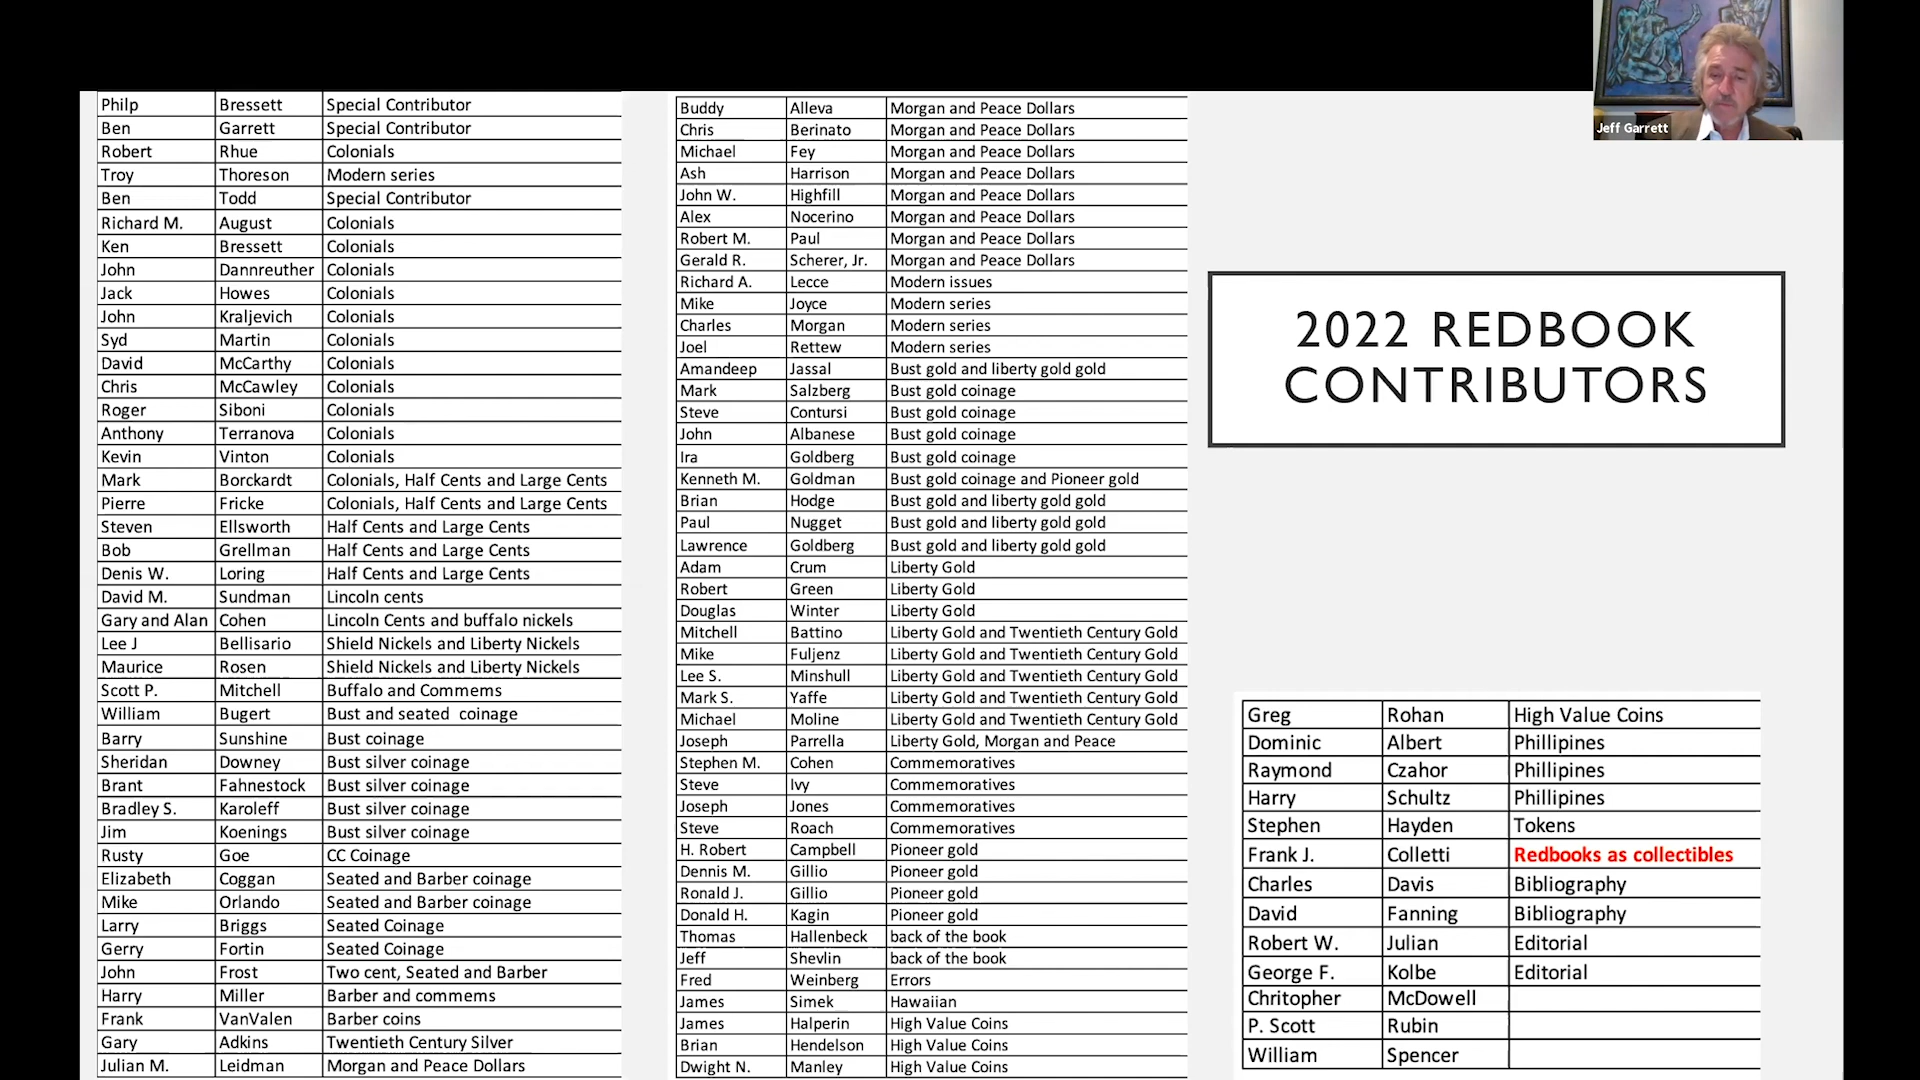 Jeff Garrett
Philp Bressett Special Contributor
Ben Garrett Special Contributor
Robert Rhue Colonials
Troy Thoreson Modern series
Ben Todd Special Contributor
Richard M. August Colonials
Ken Bressett Colonials
John Dannreuther Colonials
Jack Howes Colonials
John Kraljevich Colonials
Syd Martin Colonials
David McCarthy Colonials
Chris McCawley Colonials
Roger Siboni Colonials
Anthony Terranova Colonials
Kevin Vinton Colonials
Mark Borckardt Colonials, Half Cents and Large Cents
Pierre Fricke Colonials, Half Cents and Large Cents
Steven Ellsworth Half Cents and Large Cents
Bob Grellman Half Cents and Large Cents
Denis W. Loring Half Cents and Large Cents
David M. Sundman Lincoln cents
Gary and Alan Cohen Lincoln Cents and buffalo nickels
Lee J Bellisario Shield Nickels and Liberty Nickels
Maurice Rosen Shield Nickels and Liberty Nickels
Scott P. Mitchell Buffalo and Commems
William Bugert Bust and seated coinage
Barry Sunshine Bust coinage
Sheridan Downey Bust silver coinage
Brant Fahnestock Bust silver coinage
Bradley S. Karoleff Bust silver coinage
Jim Koenings Bust silver coinage
Rusty Goe CC Coinage
Elizabeth Coggan Seated and Barber coinage
Mike Orlando Seated and Barber coinage
Larry Briggs Seated Coinage
Gerry Fortin Seated Coinage
John Frost Two cent, Seated and Barber
Harry Miller Barber and commems
Frank VanValen Barber coins
Gary Adkins Twentieth Century Silver
Julian M. Leidman Morgan and Peace Dollars
Buddy Alleva Morgan and Peace Dollars
Chris Berinato Morgan and Peace Dollars
Michael Fey Morgan and Peace Dollars
Ash Harrison Morgan and Peace Dollars
John W. Highfill Morgan and Peace Dollars
Alex Nocerino Morgan and Peace Dollars
Robert M. Paul Morgan and Peace Dollars
Gerald R. Scherer, Jr. Morgan and Peace Dollars
Richard A. Lecce Modern issues
Mike Joyce Modern series
Charles Morgan Modern series
Joel Rettew Modern series
Amandeep Jassal Bust gold and liberty gold gold
Mark Salzberg Bust gold coinage
Steve Contursi Bust gold coinage
John Albanese Bust gold coinage
Ira Goldberg Bust gold coinage
Kenneth M. Goldman Bust gold coinage and Pioneer gold
Brian Hodge Bust gold and liberty gold gold
Paul Nugget Bust gold and liberty gold gold
Lawrence Goldberg Bust gold and liberty gold gold
Adam Crum Liberty Gold
Robert Green Liberty Gold
Douglas Winter Liberty Gold
Mitchell Battino Liberty Gold and Twentieth Century Gold
Mike Fuljenz Liberty Gold and Twentieth Century Gold
Lee S. Minshull Liberty Gold and Twentieth Century Gold
Mark S. Yaffe Liberty Gold and Twentieth Century Gold
Michael Moline Liberty Gold and Twentieth Century Gold
Joseph Parrella Liberty Gold, Morgan and Peace
Stephen M. Cohen Commemoratives
Steve Ivy Commemoratives
Joseph Jones Commemoratives
Steve Roach Commemoratives
H. Robert Campbell Pioneer gold
Dennis M. Gillio Pioneer gold
Ronald J. Gillio Pioneer gold
Donald H. Kagin Pioneer gold
Thomas Hallenbeck back of the book
Jeff Shevlin back of the book
Fred Weinberg Errors
James Simek Hawaiian
James Halperin High Value Coins
Brian Hendelson High Value Coins
Dwight N. Manley High Value Coins
2022 REDBOOK
CONTRIBUTORS
Greg Rohan High Value Coins
Dominic Albert Phillipines
Raymond Czahor Phillipines
Harry Schultz Phillipines
Stephen Hayden Tokens
Frank J. Colletti Redbooks as collectibles
Charles Davis Bibliography
David Fanning Bibliography
Robert W. Julian Editorial
George F. Kolbe Editorial
Chritopher McDowell
P. Scott Rubin
William Spencer